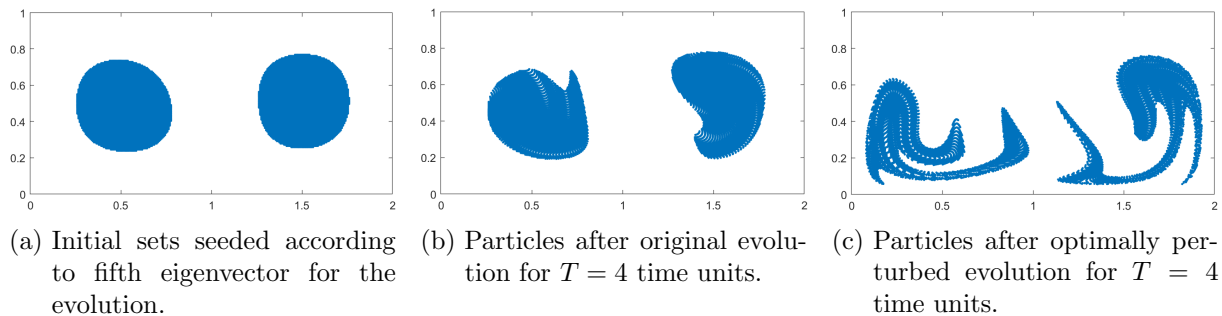 1
0.8
0.6
0.4
0.2
0
0 0.5 1 1.5 2
1
0.8
0.6
0.4
0.2
0
0 0.5 1 1.5 2
1
0.8
0.6
0.4
0.2
0
0 0.5 1 1.5 2
(a) Initial sets seeded according
to fifth eigenvector for the
evolution.
(b) Particles after original evolu-
tion for T = 4 time units.
(c) Particles after optimally per-
turbed evolution for T = 4
time units.